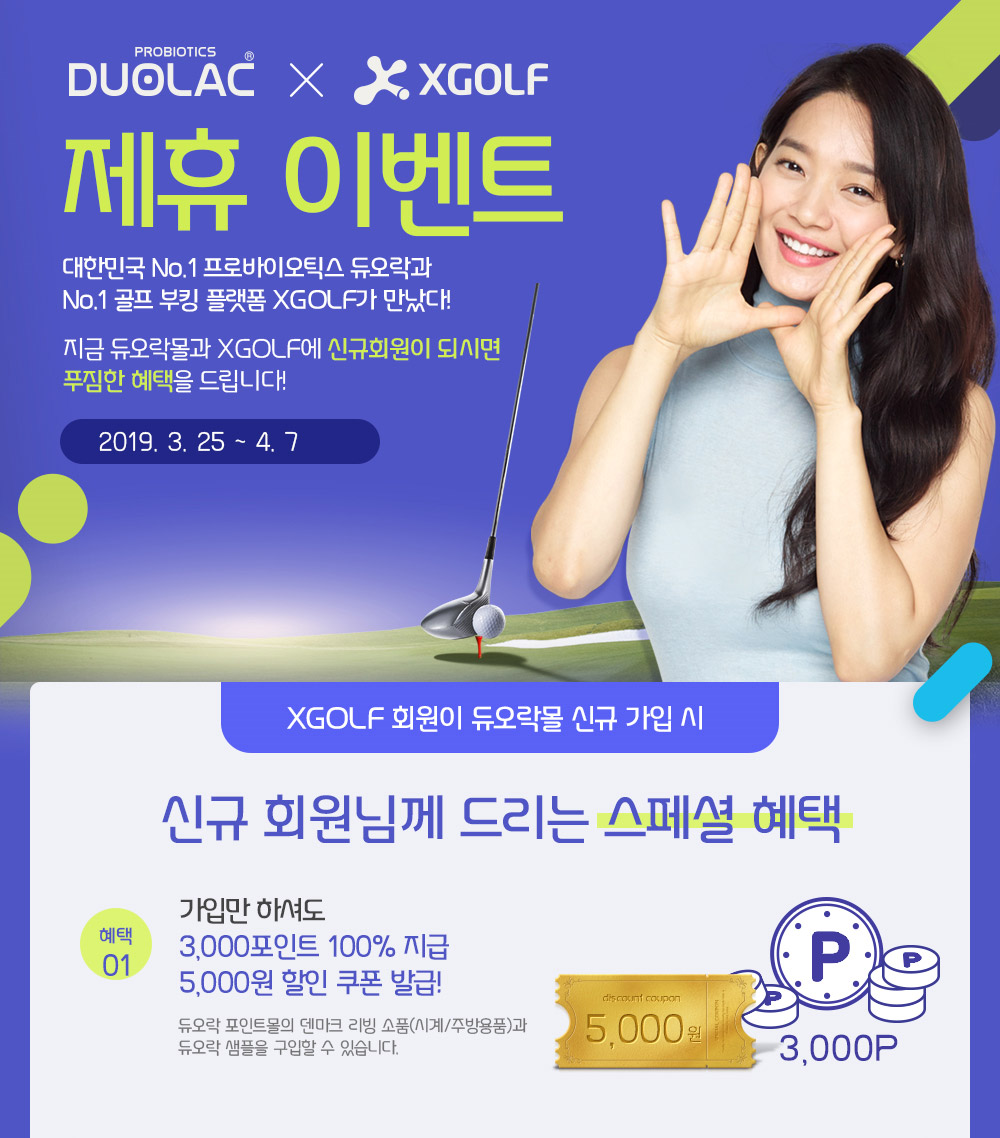 PROBIOTICS
DUOLAC® × XGOLF
제휴 이벤트
대한민국 No.1 프로바이오틱스 듀오락과
No.1 골프 부킹 플랫폼 XGOLF가 만났다!
지금 듀오락몰과 XGOLF에 신규회원이 되시면
푸짐한 혜택을 드립니다!
2019. 3. 25 ~ 4. 7
XGOLF 회원이 듀오락몰 신규 가입 시
신규 회원님께 드리는 스페셜 혜택
혜택
01
가입만 하셔도
3,000포인트 100% 지급
5,000원 할인 쿠폰 발급!
듀오락 포인트몰의 덴마크 리빙 소품(시계/주방용품)과
듀오락 샘플을 구입할 수 있습니다.
discount coupon
5,000원
P
P
P
3,000P